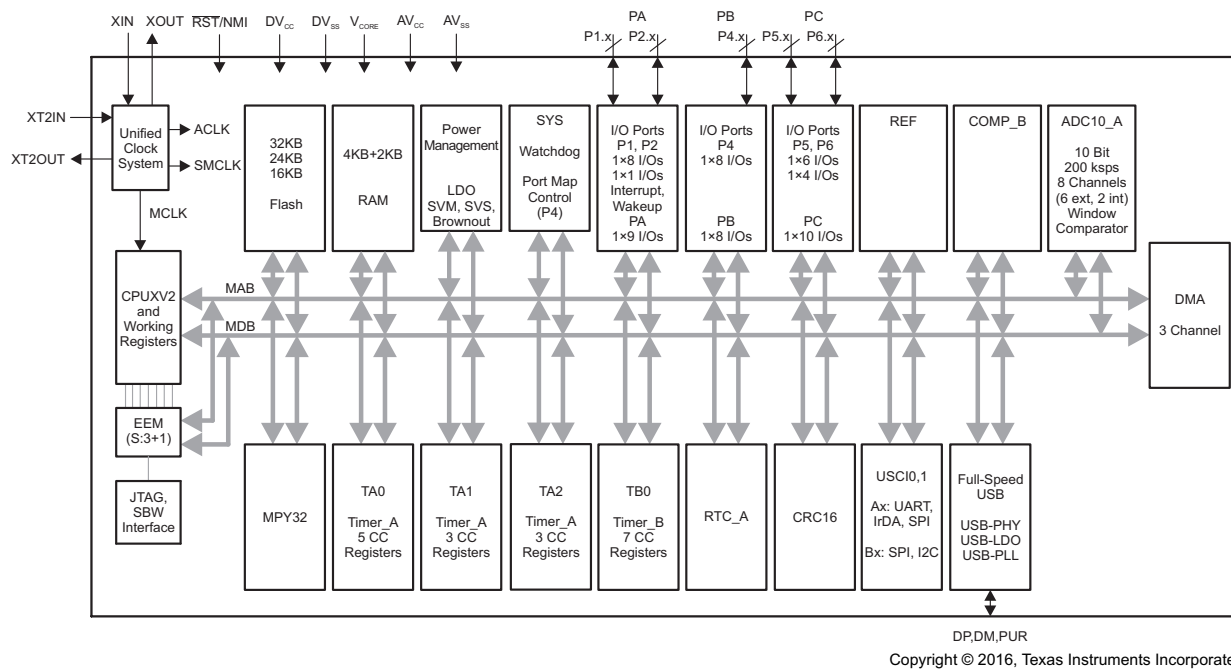 XIN
XOUT
RST/NMI
DVCC
DVSS
VCORE
AVCC
AVSS
PA
P1.x
P2.x
PB
P4.x
PC
P5.x
P6.x
XT2IN
XT2OUT
Unified
Clock
System
ACLK
SMCLK
MCLK
32KB
24KB
16KB
Flash
4KB+2KB
RAM
Power
Management
LDO
SVM, SVS,
Brownout
SYS
Watchdog
Port Map
Control
(P4)
I/O Ports
P1, P2
1×8 I/Os
1×1 I/Os
Interrupt,
Wakeup
PA
1×9 I/Os
I/O Ports
P4
1×8 I/Os
PB
1×8 I/Os
I/O Ports
P5, P6
1×6 I/Os
1×4 I/Os
PC
1×10 I/Os
REF
COMP_B
ADC10_A
10 Bit
200 ksps
8 Channels
(6 ext, 2 int)
Window
Comparator
CPUXV2
and
Working
Registers
MAB
MDB
DMA
3 Channel
EEM
(S:3+1)
JTAG,
SBW
Interface
MPY32
TA0
Timer_A
5 CC
Registers
TA1
Timer_A
3 CC
Registers
TA2
Timer_A
3 CC
Registers
TB0
Timer_B
7 CC
Registers
RTC_A
CRC16
USCI0,1
Ax: UART,
IrDA, SPI
Bx: SPI, I2C
Full-Speed
USB
USB-PHY
USB-LDO
USB-PLL
DP,DM,PUR
Copyright © 2016, Texas Instruments Incorporate